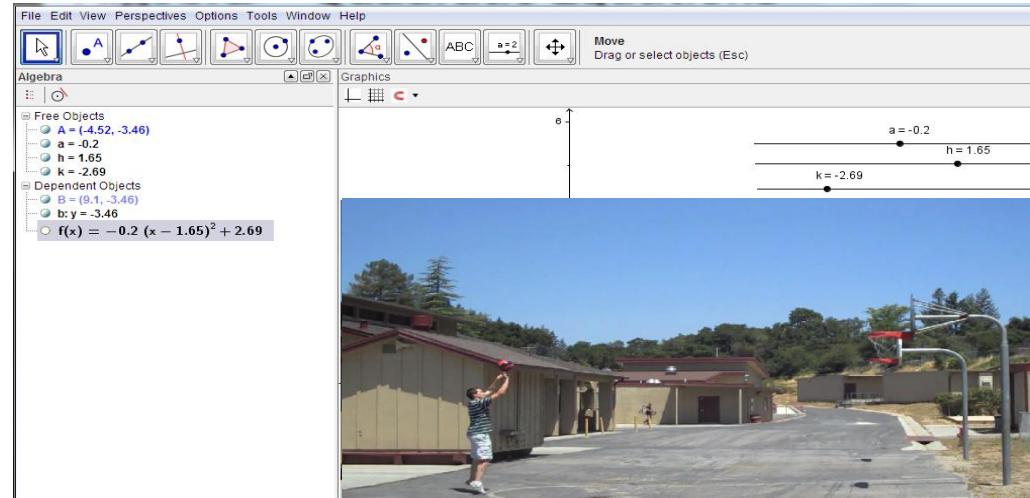 File Edit View Perspectives Options Tools Window Help
A
ABC
a=2
Move
Drag or select objects (Esc)
Algebra
Graphics
Free Objects
A = (-4.52, -3.46)
a = -0.2
h = 1.65
k = -2.69
Dependent Objects
B = (9.1, -3.46)
b: y = -3.46
f(x) = −0.2 (x − 1.65)² + 2.69
6
a = -0.2
h = 1.65
k = -2.69